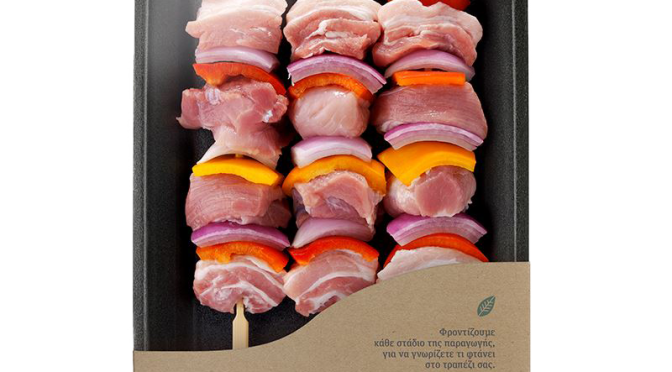 Φροντίζουμε
κάθε στάδιο της παραγωγής,
για να γνωρίζετε τι φτάνει
στο τραπέζι σας.